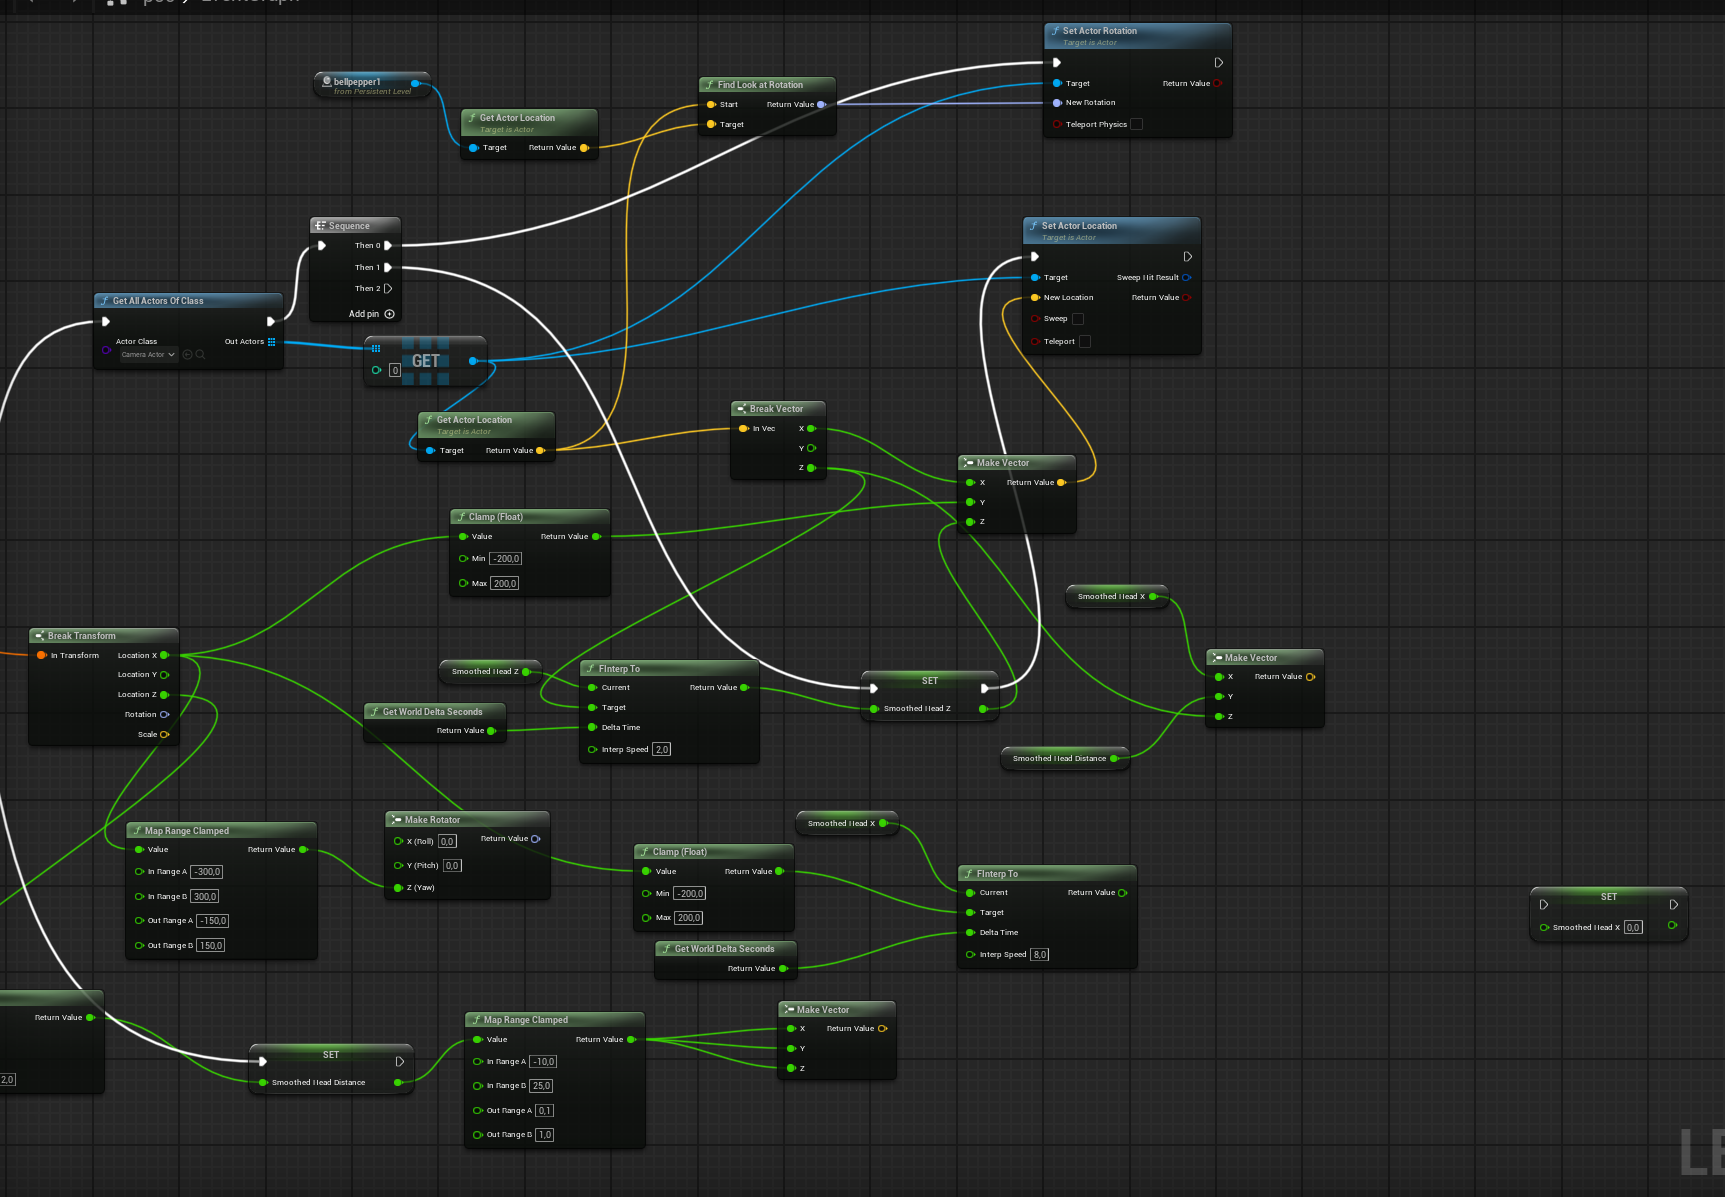 Set Actor Rotation
Target is Actor
Target
Return Value
New Rotation
Teleport Physics
bellpepper1
from Persistent Level
Get Actor Location
Target is Actor
Target
Return Value
Find Look at Rotation
Start
Return Value
Target
Sequence
Then 0
Then 1
Then 2
Add pin
Set Actor Location
Target is Actor
Target
Sweep Hit Result
New Location
Return Value
Sweep
Teleport
Get All Actors Of Class
Actor Class
Out Actors
Camera Actor
GET
0
Get Actor Location
Target is Actor
Target
Return Value
Break Vector
In Vec
X
Y
Z
Make Vector
X
Return Value
Y
Z
Clamp (Float)
Value
Return Value
Min -200,0
Max 200,0
Smoothed Head X
Break Transform
In Transform
Location X
Location Y
Location Z
Rotation
Scale
Smoothed Head Z
FInterp To
Current
Return Value
Target
Delta Time
Interp Speed 2,0
Get World Delta Seconds
Return Value
SET
Smoothed Head Z
Make Vector
X
Return Value
Y
Z
Smoothed Head Distance
Map Range Clamped
Value
Return Value
In Range A -300,0
In Range B 300,0
Out Range A -150,0
Out Range B 150,0
Make Rotator
X (Roll) 0,0
Return Value
Y (Pitch) 0,0
Z (Yaw)
Smoothed Head X
Clamp (Float)
Value
Return Value
Min -200,0
Max 200,0
Get World Delta Seconds
Return Value
FInterp To
Current
Return Value
Target
Delta Time
Interp Speed 8,0
SET
Smoothed Head X 0,0
Return Value
2,0
SET
Smoothed Head Distance
Map Range Clamped
Value
Return Value
In Range A -10,0
In Range B 25,0
Out Range A 0,1
Out Range B 1,0
Make Vector
X
Return Value
Y
Z